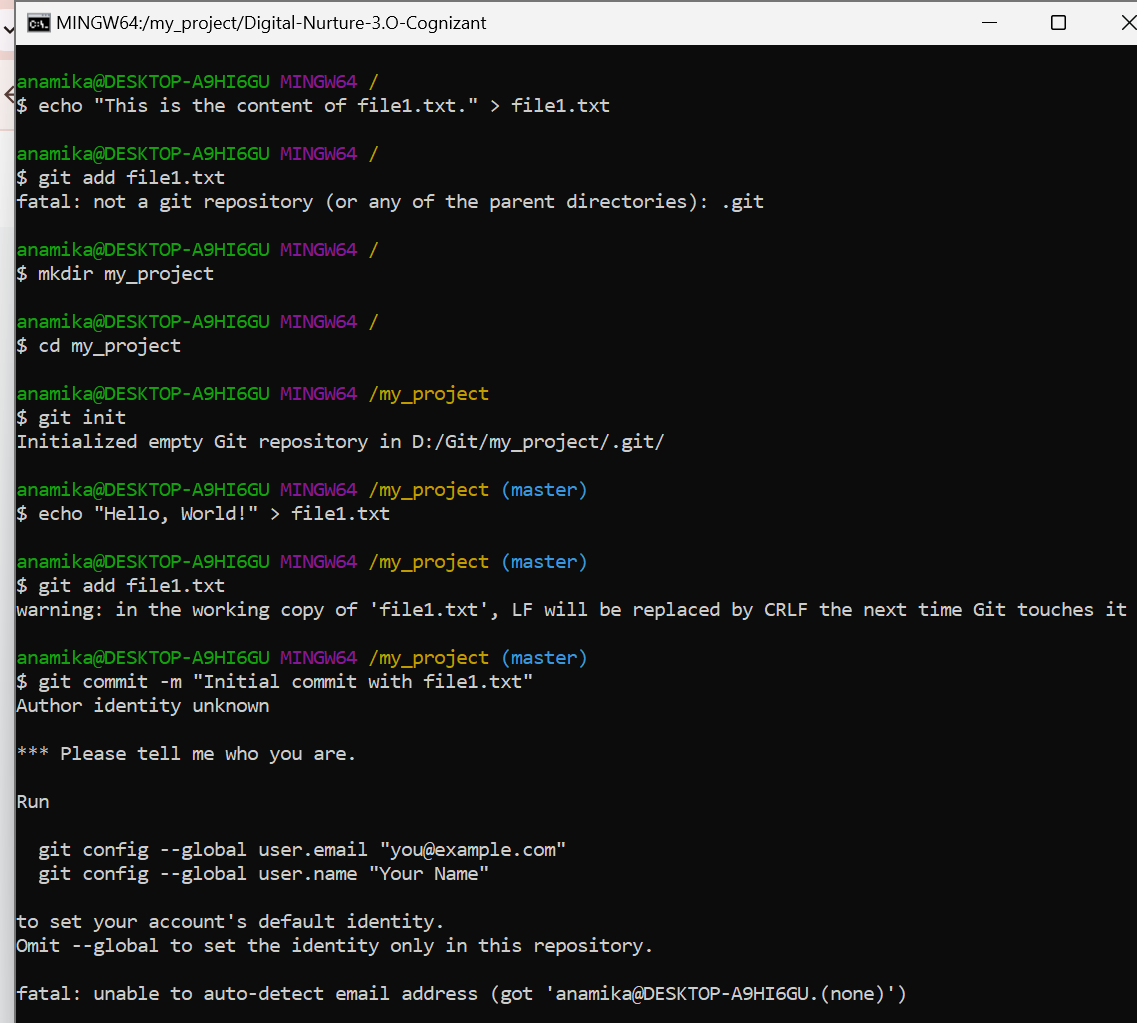 MINGW64:/my_project/Digital-Nurture-3.O-Cognizant
anamika@DESKTOP-A9HI6GU MINGW64 /
$ echo "This is the content of file1.txt." > file1.txt
anamika@DESKTOP-A9HI6GU MINGW64 /
$ git add file1.txt
fatal: not a git repository (or any of the parent directories): .git
anamika@DESKTOP-A9HI6GU MINGW64 /
$ mkdir my_project
anamika@DESKTOP-A9HI6GU MINGW64 /
$ cd my_project
anamika@DESKTOP-A9HI6GU MINGW64 /my_project
$ git init
Initialized empty Git repository in D:/Git/my_project/.git/
anamika@DESKTOP-A9HI6GU MINGW64 /my_project (master)
$ echo "Hello, World!" > file1.txt
anamika@DESKTOP-A9HI6GU MINGW64 /my_project (master)
$ git add file1.txt
warning: in the working copy of 'file1.txt', LF will be replaced by CRLF the next time Git touches it
anamika@DESKTOP-A9HI6GU MINGW64 /my_project (master)
$ git commit -m "Initial commit with file1.txt"
Author identity unknown
*** Please tell me who you are.
Run
git config --global user.email "you@example.com"
git config --global user.name "Your Name"
to set your account's default identity.
Omit --global to set the identity only in this repository.
fatal: unable to auto-detect email address (got 'anamika@DESKTOP-A9HI6GU.(none)')